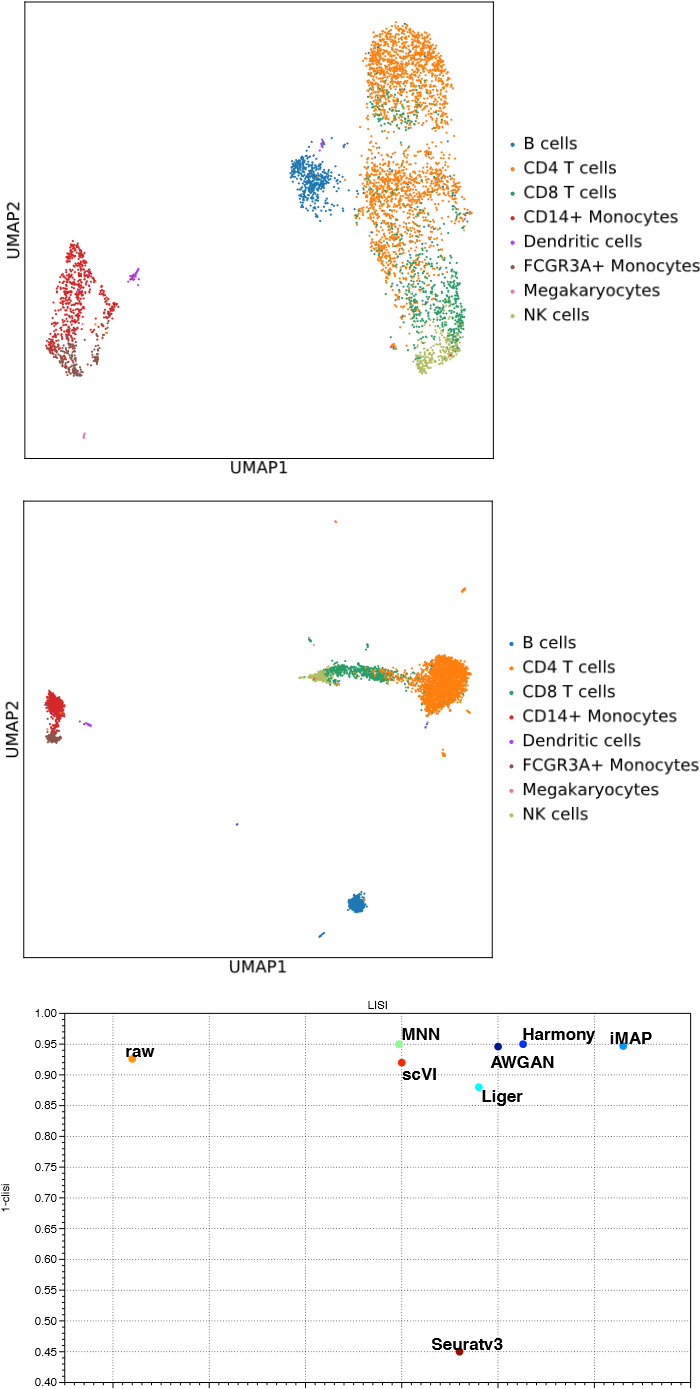 B cells
CD4 T cells
CD8 T cells
CD14+ Monocytes
Dendritic cells
FCGR3A+ Monocytes
Megakaryocytes
NK cells
UMAP2
UMAP1
B cells
CD4 T cells
CD8 T cells
CD14+ Monocytes
Dendritic cells
FCGR3A+ Monocytes
Megakaryocytes
NK cells
UMAP2
UMAP1
LISI
1.00
0.95
0.90
0.85
0.80
0.75
0.70
0.65
0.60
0.55
0.50
0.45
0.40
1-clisi
raw
MNN
scVI
Harmony
AWGAN
iMAP
Liger
Seuratv3